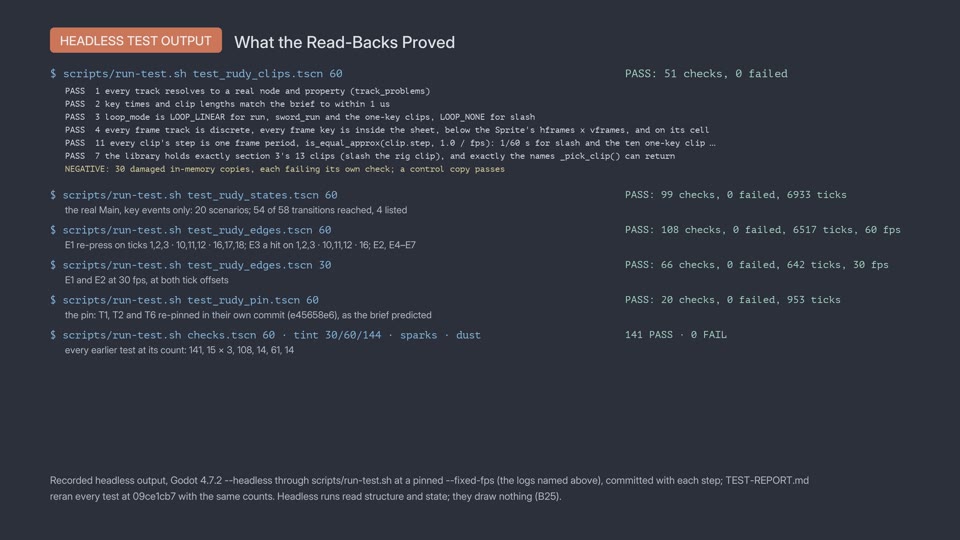 HEADLESS TEST OUTPUT What the Read-Backs Proved
$ scripts/run-test.sh test_rudy_clips.tscn 60 PASS: 51 checks, 0 failed
PASS 1 every track resolves to a real node and property (track_problems)
PASS 2 key times and clip lengths match the brief to within 1 us
PASS 3 loop_mode is LOOP_LINEAR for run, sword_run and the one-key clips, LOOP_NONE for slash
PASS 4 every frame track is discrete, every frame key is inside the sheet, below the Sprite's hframes x vframes, and on its cell
PASS 11 every clip's step is one frame period, is_equal_approx(clip.step, 1.0 / fps): 1/60 s for slash and the ten one-key clip …
PASS 7 the library holds exactly section 3's 13 clips (slash the rig clip), and exactly the names _pick_clip() can return
NEGATIVE: 30 damaged in-memory copies, each failing its own check; a control copy passes
$ scripts/run-test.sh test_rudy_states.tscn 60 PASS: 99 checks, 0 failed, 6933 ticks
the real Main, key events only: 20 scenarios; 54 of 58 transitions reached, 4 listed
$ scripts/run-test.sh test_rudy_edges.tscn 60 PASS: 108 checks, 0 failed, 6517 ticks, 60 fps
E1 re-press on ticks 1,2,3 · 10,11,12 · 16,17,18; E3 a hit on 1,2,3 · 10,11,12 · 16; E2, E4–E7
$ scripts/run-test.sh test_rudy_edges.tscn 30 PASS: 66 checks, 0 failed, 642 ticks, 30 fps
E1 and E2 at 30 fps, at both tick offsets
$ scripts/run-test.sh test_rudy_pin.tscn 60 PASS: 20 checks, 0 failed, 953 ticks
the pin: T1, T2 and T6 re-pinned in their own commit (e45658e6), as the brief predicted
$ scripts/run-test.sh checks.tscn 60 · tint 30/60/144 · sparks · dust 141 PASS · 0 FAIL
every earlier test at its count: 141, 15 × 3, 108, 14, 61, 14
Recorded headless output, Godot 4.7.2 --headless through scripts/run-test.sh at a pinned --fixed-fps (the logs named above), committed with each step; TEST-REPORT.md
reran every test at 09ce1cb7 with the same counts. Headless runs read structure and state; they draw nothing (B25).